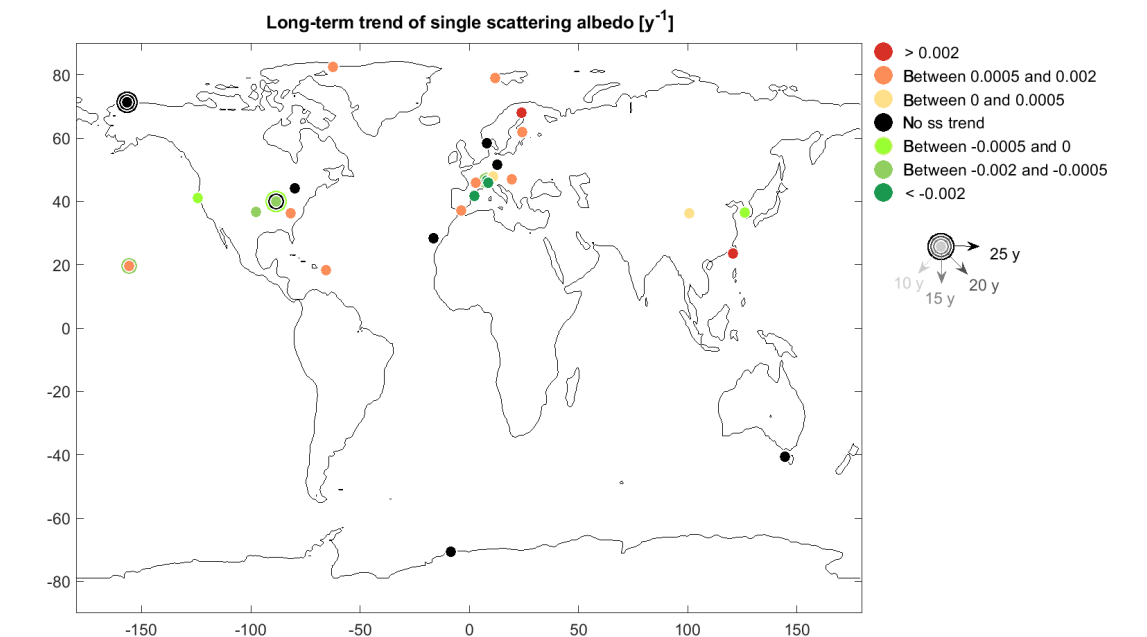 Long-term trend of single scattering albedo [y-1]
80
60
40
20
0
-20
-40
-60
-80
-150
-100
-50
0
50
100
150
> 0.002
Between 0.0005 and 0.002
Between 0 and 0.0005
No ss trend
Between -0.0005 and 0
Between -0.002 and -0.0005
< -0.002
25 y
20 y
15 y
10 y